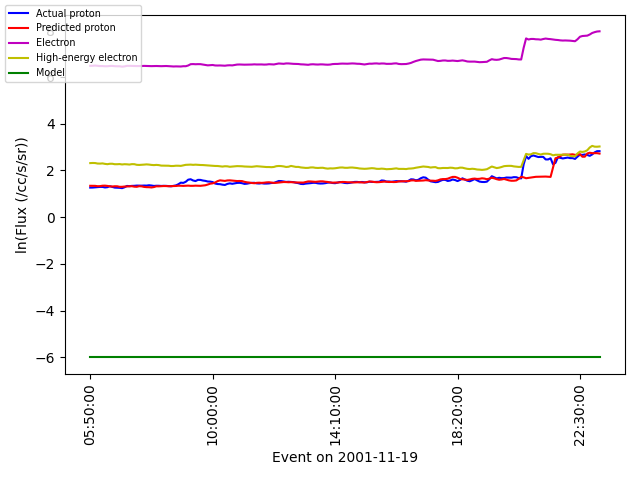 Actual proton
Predicted proton
Electron
High-energy electron
Model
8
6
4
2
0
−2
−4
−6
ln(Flux (/cc/s/sr))
05:50:00
10:00:00
14:10:00
18:20:00
22:30:00
Event on 2001-11-19